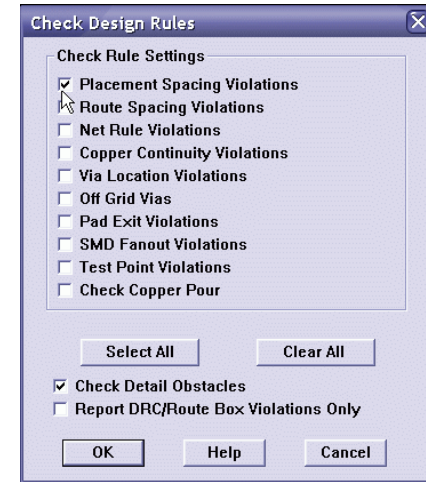 Check Design Rules
Check Rule Settings
Placement Spacing Violations
Route Spacing Violations
Net Rule Violations
Copper Continuity Violations
Via Location Violations
Off Grid Vias
Pad Exit Violations
SMD Fanout Violations
Test Point Violations
Check Copper Pour
Select All Clear All
Check Detail Obstacles
Report DRC/Route Box Violations Only
OK Help Cancel